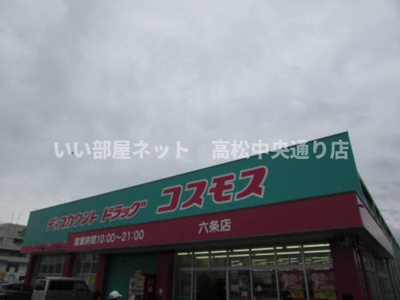 いい部屋ネット　高松中央通り店
ディスカウント ドラッグ コスモス
営業時間10:00~21:00
六条店